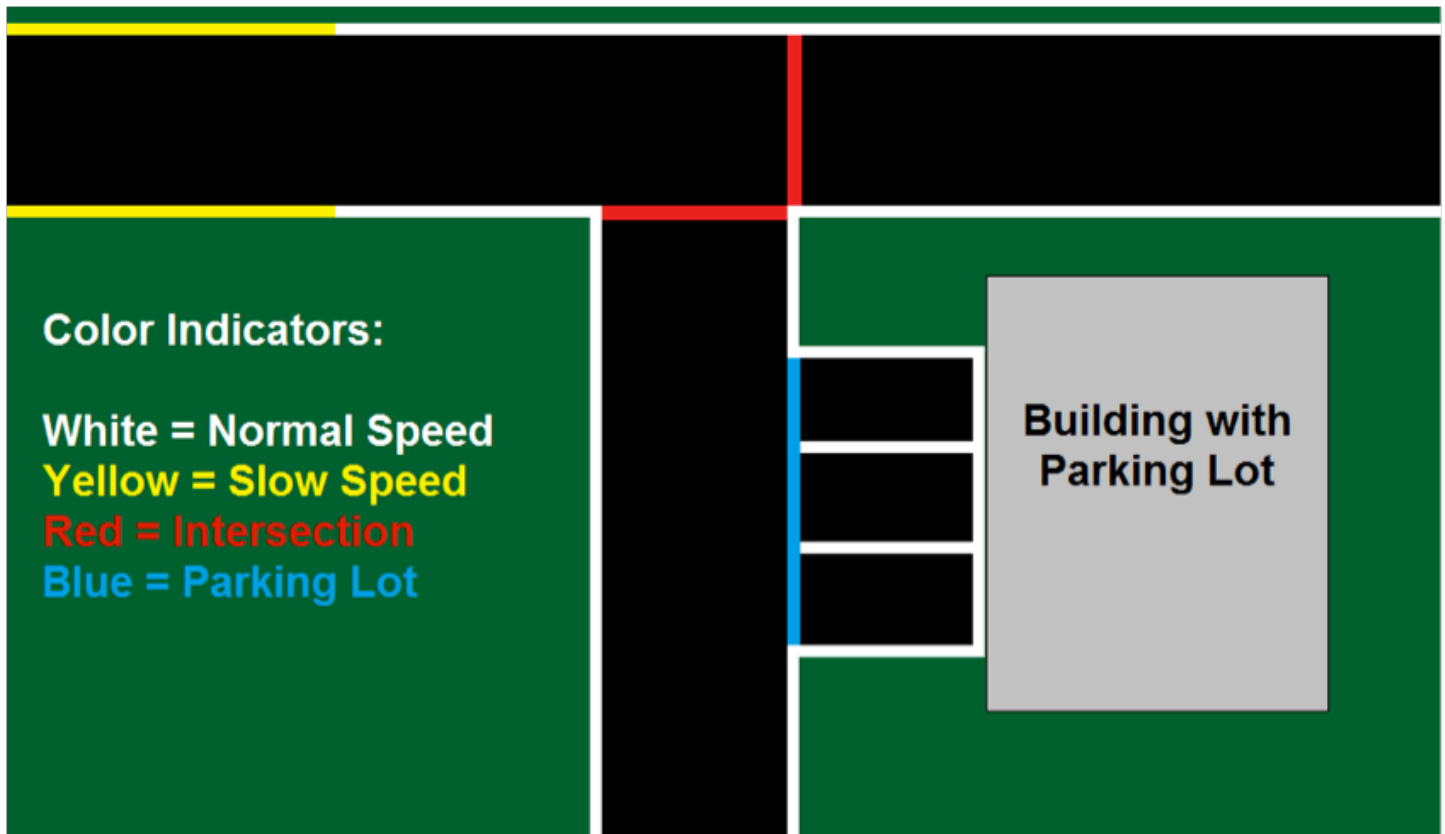 Color Indicators:
White = Normal Speed
Yellow = Slow Speed
Red = Intersection
Blue = Parking Lot
Building with
Parking Lot